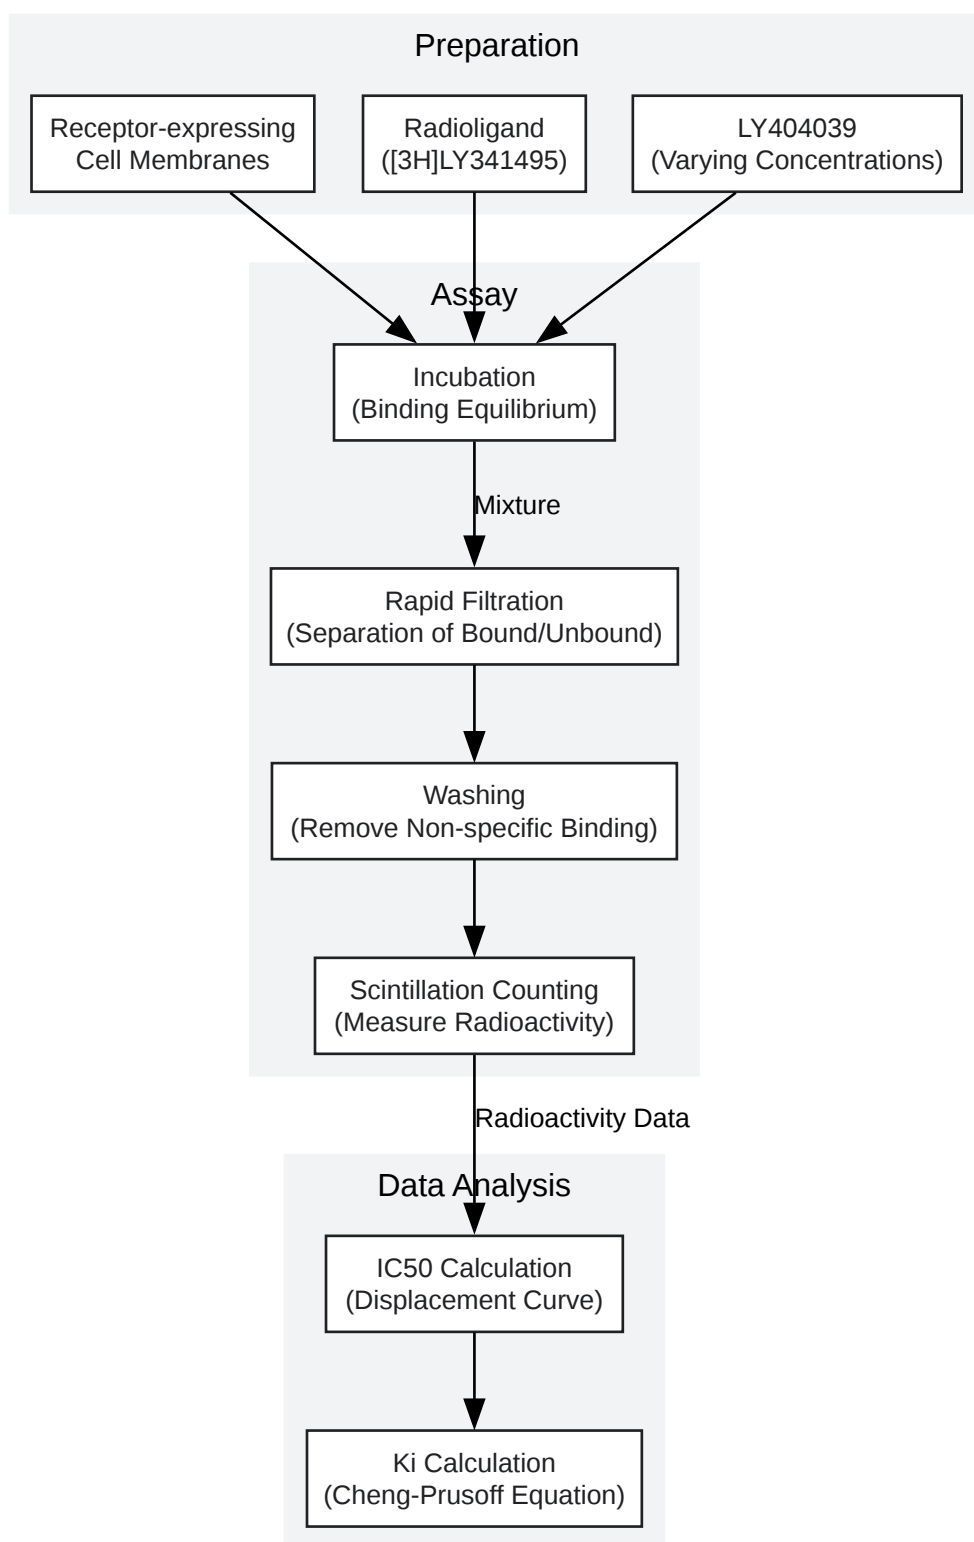 Preparation
Receptor-expressing
Cell Membranes
Radioligand
([3H]LY341495)
LY404039
(Varying Concentrations)
Assay
Incubation
(Binding Equilibrium)
Mixture
Rapid Filtration
(Separation of Bound/Unbound)
Washing
(Remove Non-specific Binding)
Scintillation Counting
(Measure Radioactivity)
Radioactivity Data
Data Analysis
IC50 Calculation
(Displacement Curve)
Ki Calculation
(Cheng-Prusoff Equation)